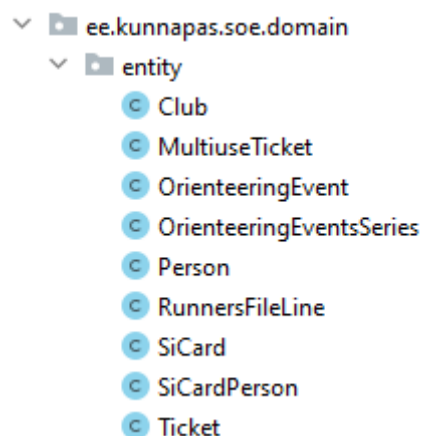 ee.kunnapas.soe.domain
entity
C Club
C MultiuseTicket
C OrienteeringEvent
C OrienteeringEventsSeries
C Person
C RunnersFileLine
C SiCard
C SiCardPerson
C Ticket